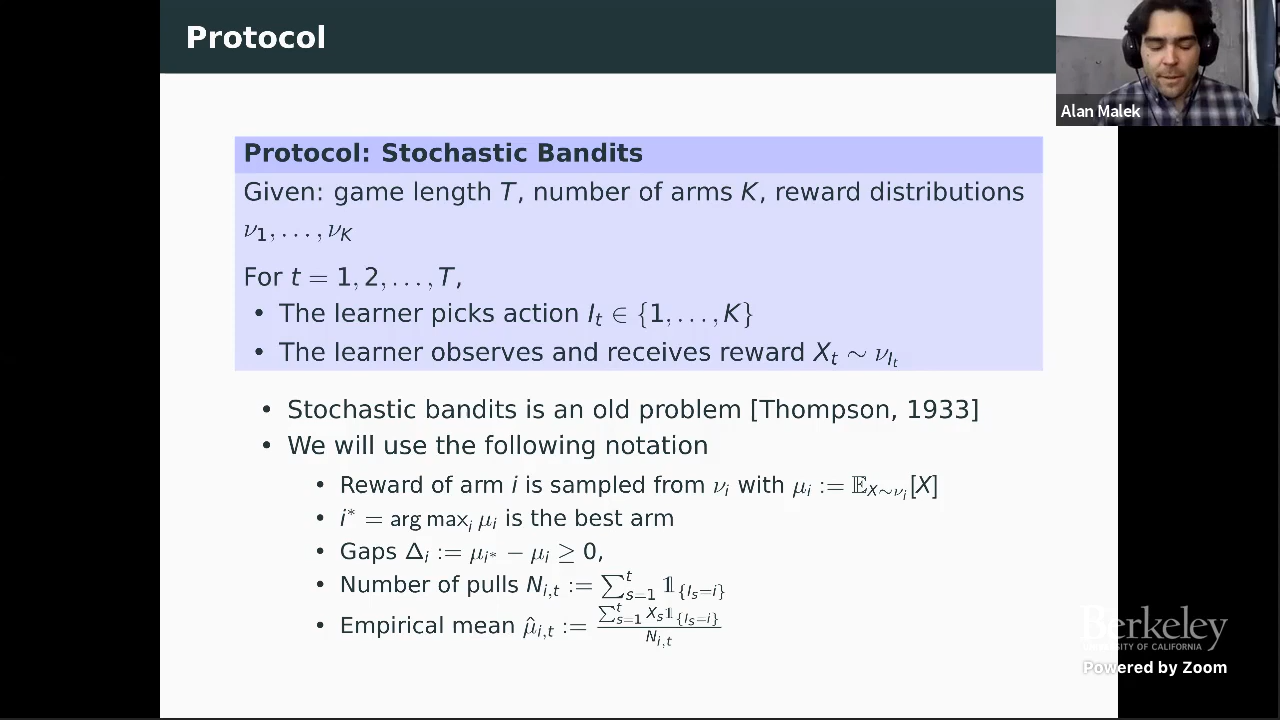 Protocol
Alan Malek
Protocol: Stochastic Bandits
Given: game length T, number of arms K, reward distributions
ν₁, . . . , ν_K
For t = 1, 2, . . . , T,
• The learner picks action I_t ∈ {1, . . . , K}
• The learner observes and receives reward X_t ∼ ν_{I_t}
• Stochastic bandits is an old problem [Thompson, 1933]
• We will use the following notation
• Reward of arm i is sampled from ν_i with μ_i := 𝔼_{X∼ν_i}[X]
• i* = arg max_i μ_i is the best arm
• Gaps Δ_i := μ_{i*} − μ_i ≥ 0,
• Number of pulls N_{i,t} := ∑_{s=1}^t 𝟙_{{I_s=i}}
• Empirical mean μ̂_{i,t} := ∑_{s=1}^t X_s 𝟙_{{I_s=i}} / N_{i,t}
Berkeley
UNIVERSITY OF CALIFORNIA
Powered by Zoom